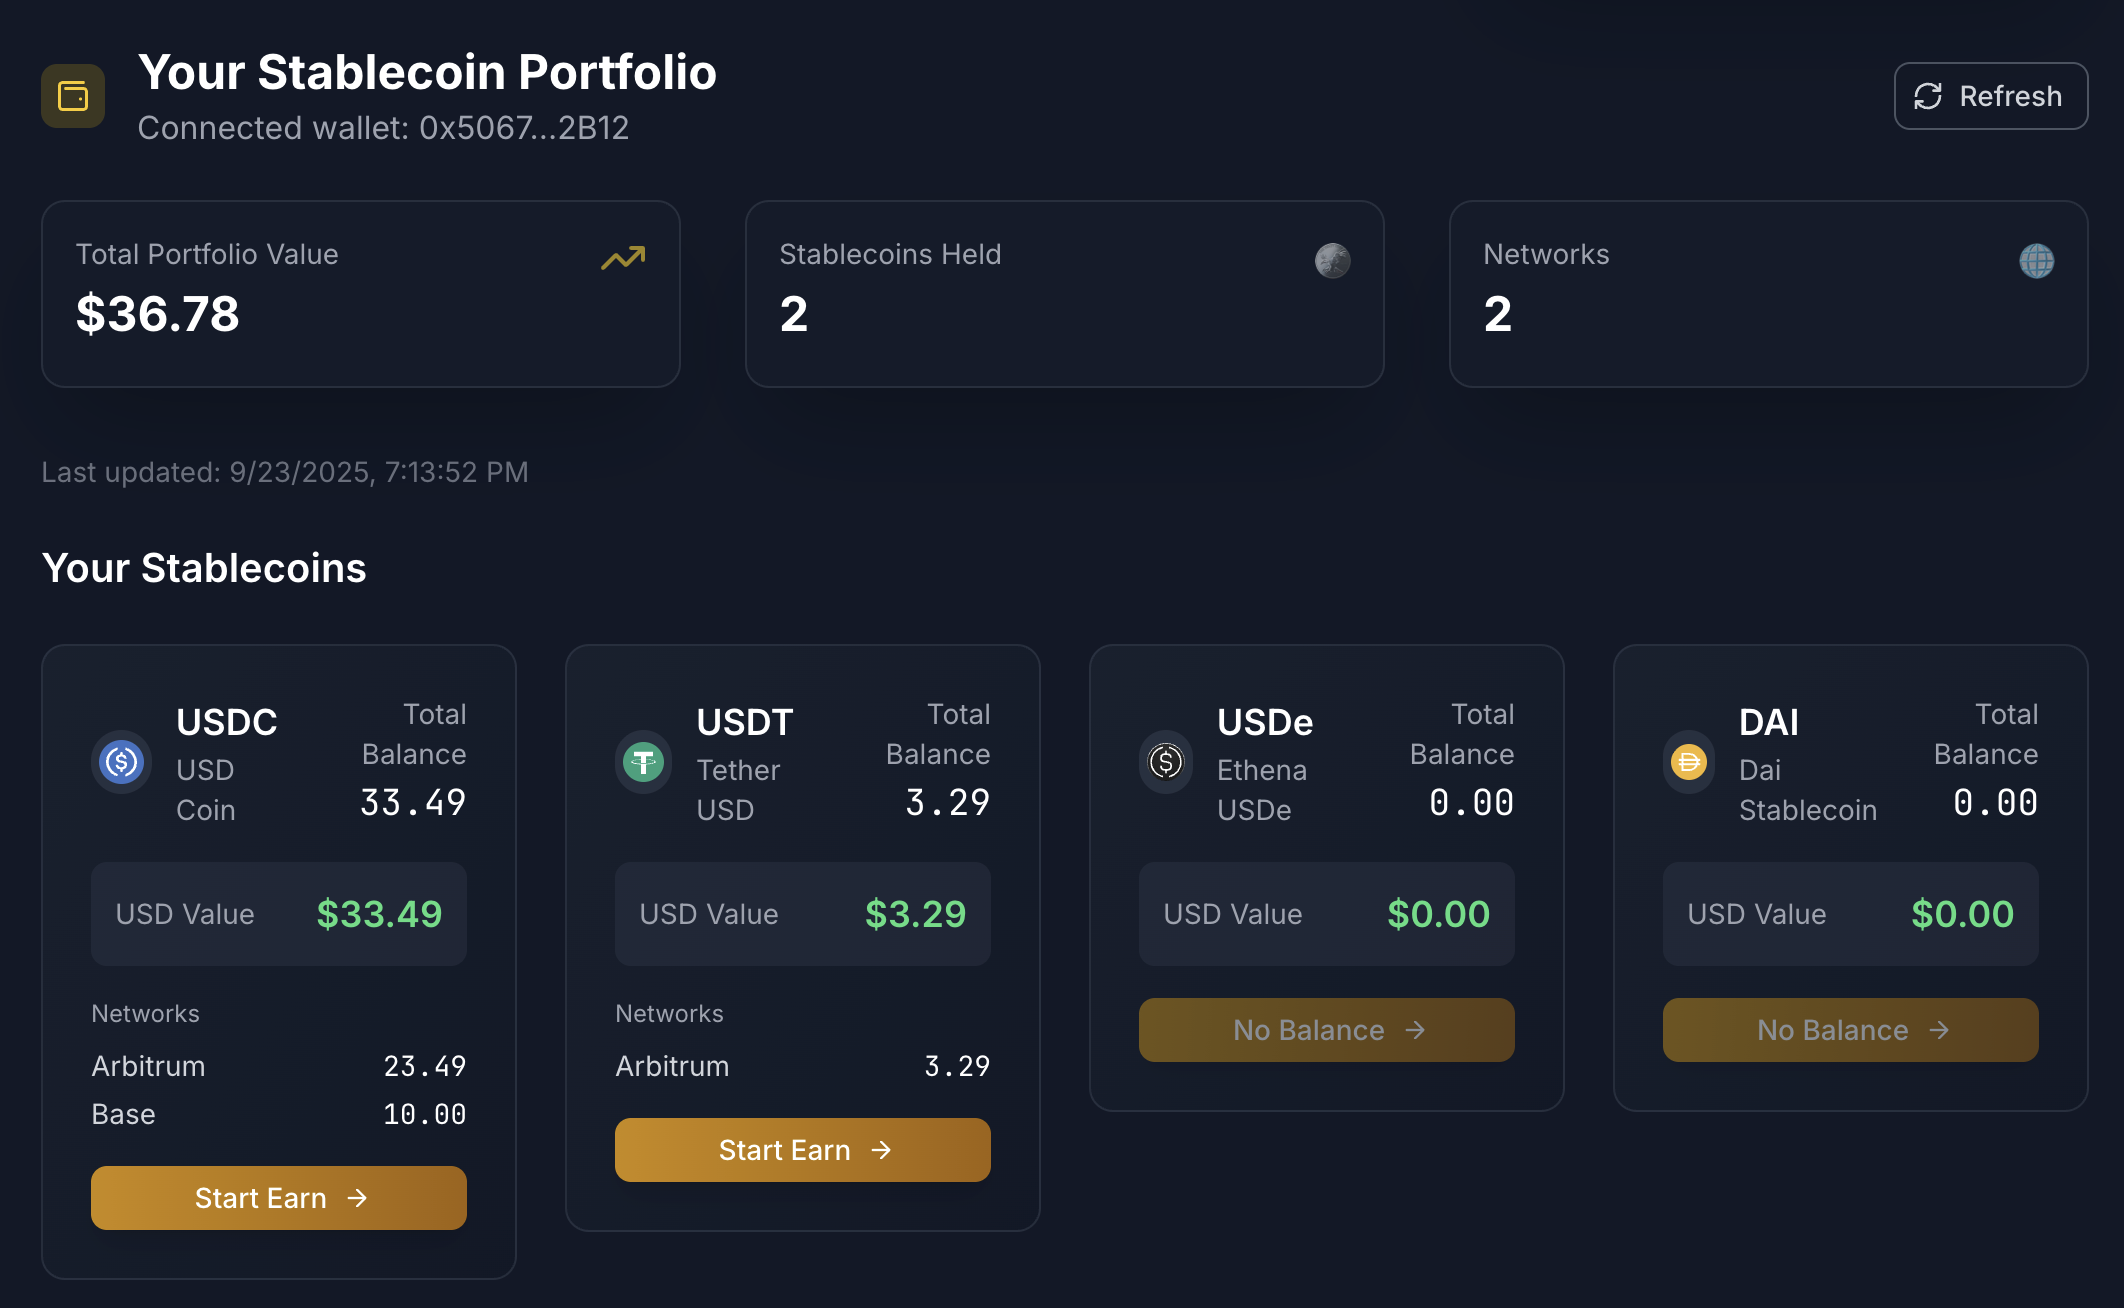 Your Stablecoin Portfolio
Connected wallet: 0x5067...2B12
Refresh
Total Portfolio Value
$36.78
Stablecoins Held
2
Networks
2
Last updated: 9/23/2025, 7:13:52 PM
Your Stablecoins
USDC
USD
Coin
Total
Balance
33.49
USD Value $33.49
Networks
Arbitrum 23.49
Base 10.00
Start Earn →
USDT
Tether
USD
Total
Balance
3.29
USD Value $3.29
Networks
Arbitrum 3.29
Start Earn →
USDe
Ethena
USDe
Total
Balance
0.00
USD Value $0.00
No Balance →
DAI
Dai
Stablecoin
Total
Balance
0.00
USD Value $0.00
No Balance →